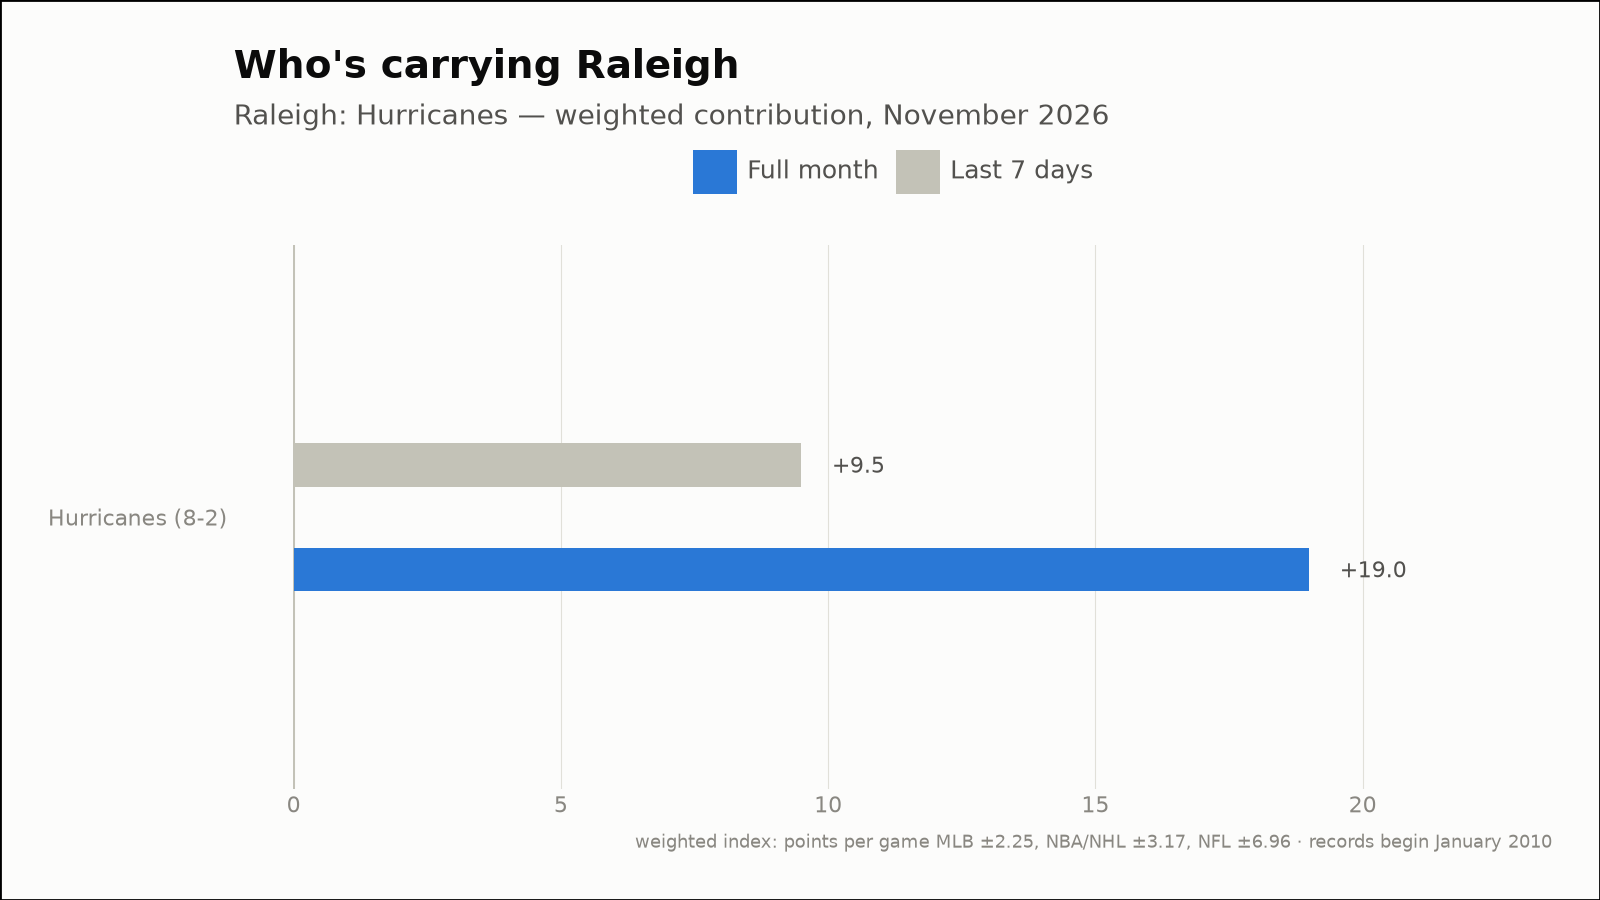 Who's carrying Raleigh
Raleigh: Hurricanes — weighted contribution, November 2026
Full month Last 7 days
+9.5
Hurricanes (8-2)
+19.0
0 5 10 15 20
weighted index: points per game MLB ±2.25, NBA/NHL ±3.17, NFL ±6.96 · records begin January 2010